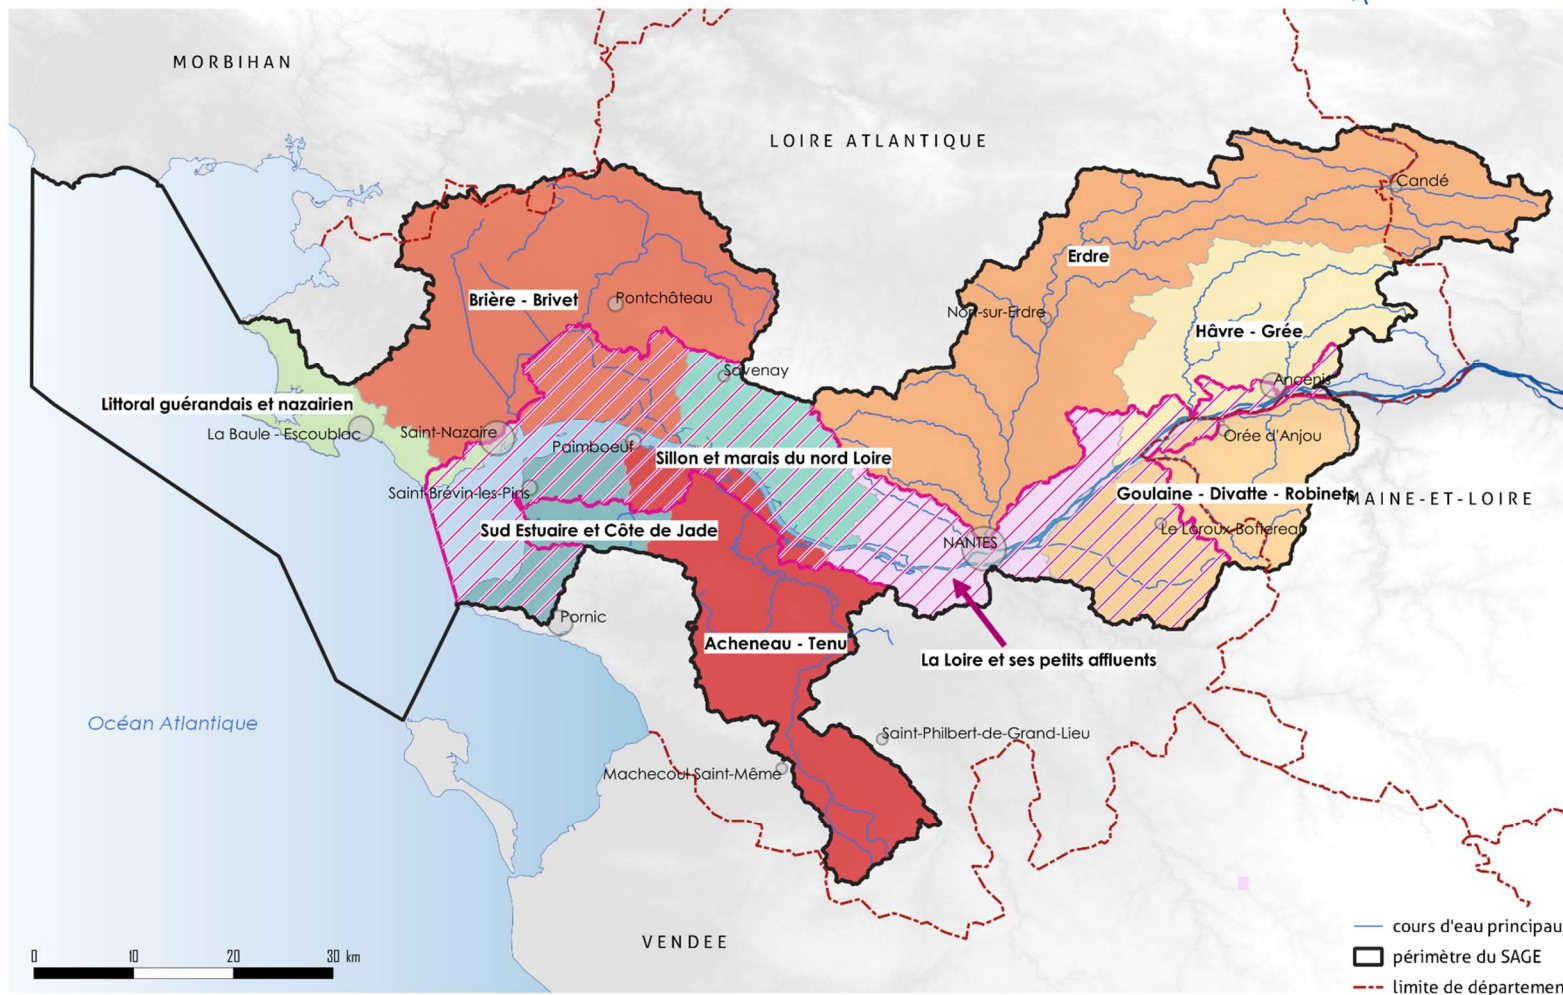 MORBIHAN
LOIRE ATLANTIQUE
Candé
Erdre
Brière - Brivet
Pontchâteau
Nort-sur-Erdre
Hâvre - Grée
Savenay
Ancenis
Littoral guérandais et nazairien
La Baule - Escoublac
Saint-Nazaire
Paimboeuf
Orée d'Anjou
Sillon et marais du nord Loire
Saint-Brévin-les-Pins
Goulaine - Divatte - Robinets
MAINE-ET-LOIRE
Sud Estuaire et Côte de Jade
Le Loroux-Bottereau
NANTES
Pornic
Acheneau - Tenu
La Loire et ses petits affluents
Océan Atlantique
Saint-Philbert-de-Grand-Lieu
Machecoul-Saint-Même
VENDEE
0 10 20 30 km
cours d'eau principau
périmètre du SAGE
limite de départemen